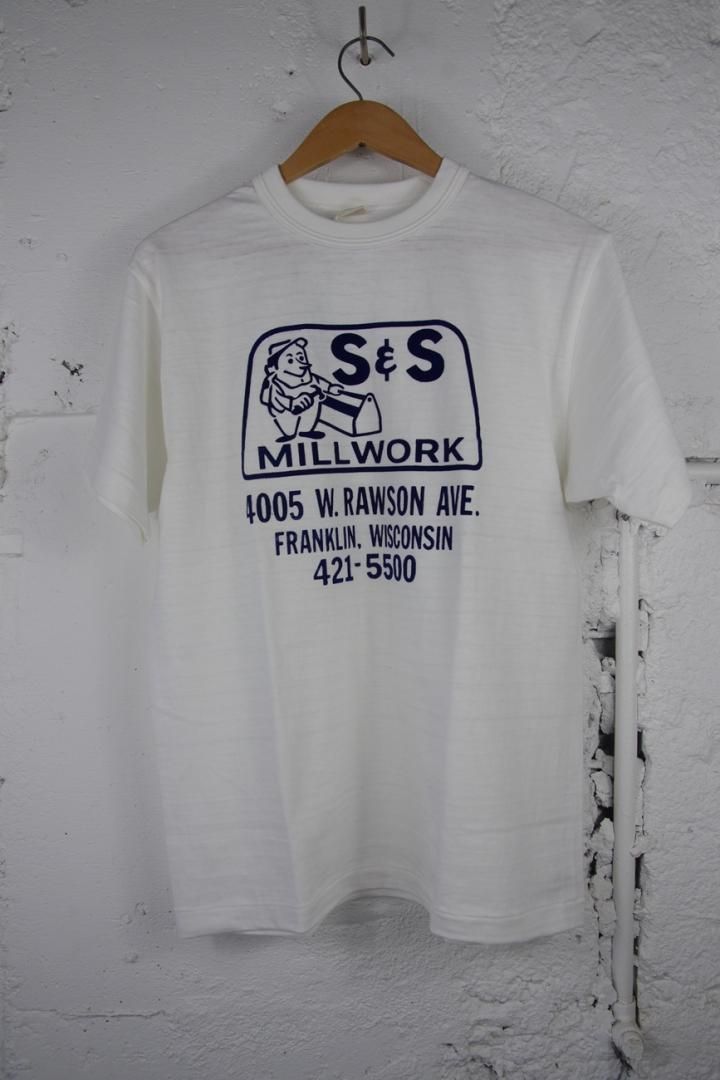 S & S
MILLWORK
4005 W. RAWSON AVE.
FRANKLIN, WISCONSIN
421-5500